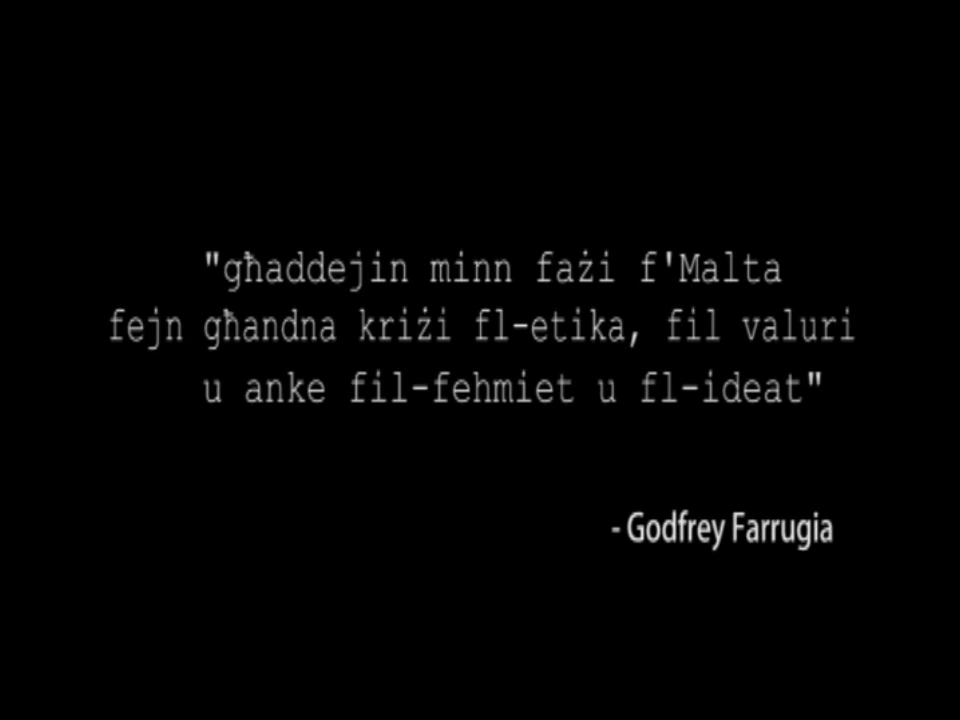 "għaddejin minn fażi f'Malta
fejn għandna kriżi fl-etika, fil valuri
u anke fil-fehmiet u fl-ideat"
- Godfrey Farrugia